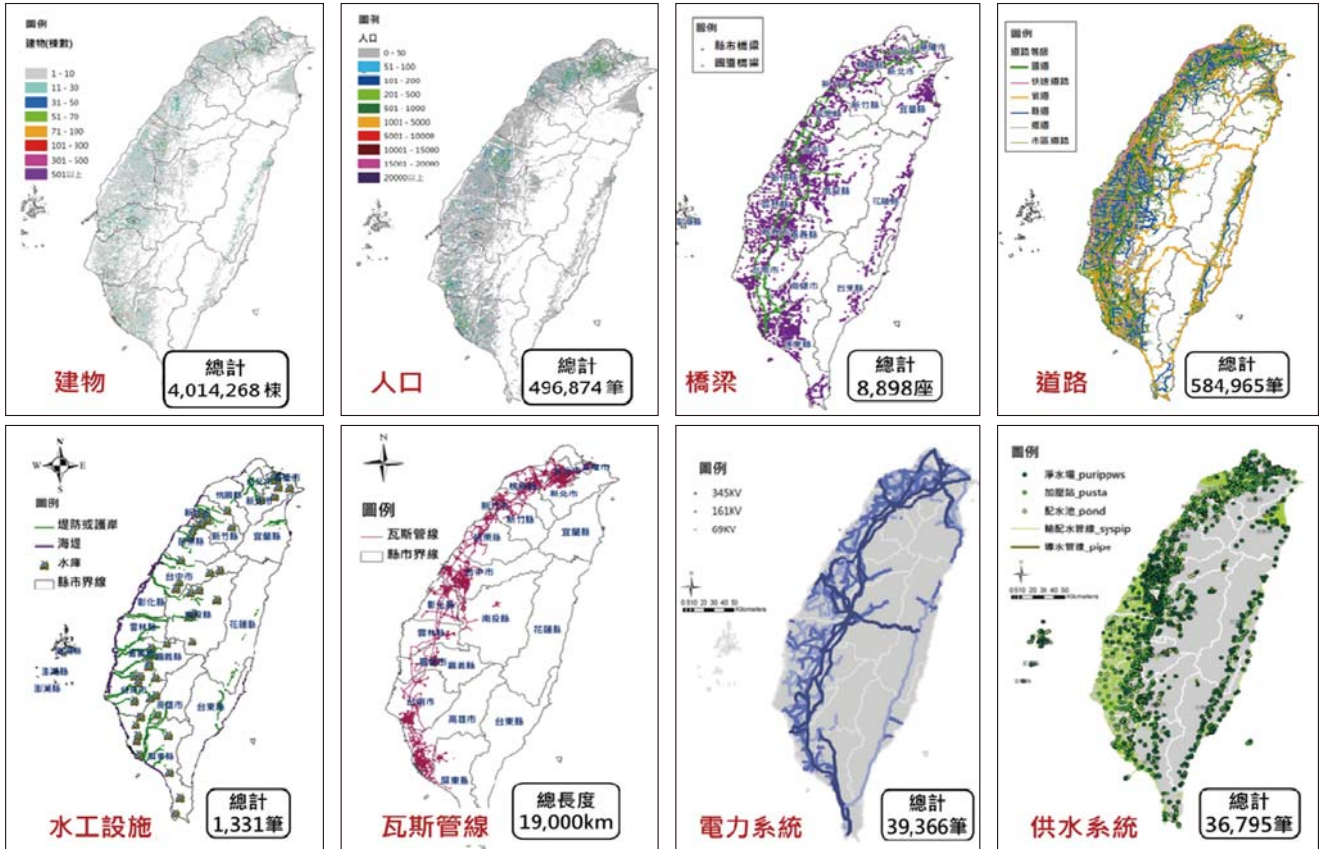 圖例
建物(棟數)
1 - 10
11 - 30
31 - 50
51 - 70
71 - 100
101 - 300
301 - 500
501以上
建物
總計
4,014,268 棟
圖例
人口
0 - 50
51 - 100
101 - 200
201 - 500
501 - 1000
1001 - 5000
5001 - 10000
10001 - 15000
15001 - 20000
20000以上
人口
總計
496,874 筆
圖例
縣市橋梁
國道橋梁
新北市
宜蘭縣
新竹縣
花蓮縣
台東縣
橋梁
總計
8,898座
圖例
道路等級
國道
快速道路
省道
縣道
鄉道
市區道路
道路
總計
584,965筆
N
W E
S
圖例
堤防或護岸
海堤
水庫
縣市界線
桃園縣
新竹縣
宜蘭縣
台中市
彰化縣
花蓮縣
雲林縣
嘉義縣
澎湖縣
台南市
高雄市
台東縣
屏東縣
水工設施
總計
1,331筆
N
圖例
瓦斯管線
縣市界線
新北市
新竹縣
宜蘭縣
台中市
彰化縣
南投縣
花蓮縣
雲林縣
嘉義縣
台南市
高雄市
台東縣
屏東縣
瓦斯管線
總長度
19,000km
圖例
345KV
161KV
69KV
N
0510 20 30 40 50
Kilometers
電力系統
總計
39,366筆
圖例
淨水場_purippws
加壓站_pusta
配水池_pond
輸配水管線_syspip
導水管線_pipe
N
0510 20 30 40 50
Kilometers
供水系統
總計
36,795筆